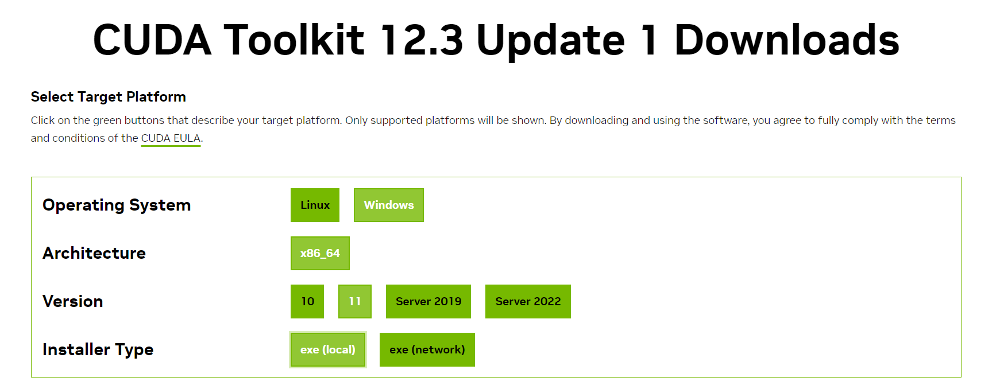 CUDA Toolkit 12.3 Update 1 Downloads
Select Target Platform
Click on the green buttons that describe your target platform. Only supported platforms will be shown. By downloading and using the software, you agree to fully comply with the terms
and conditions of the CUDA EULA.
Operating System Linux Windows
Architecture x86_64
Version 10 11 Server 2019 Server 2022
Installer Type exe (local) exe (network)